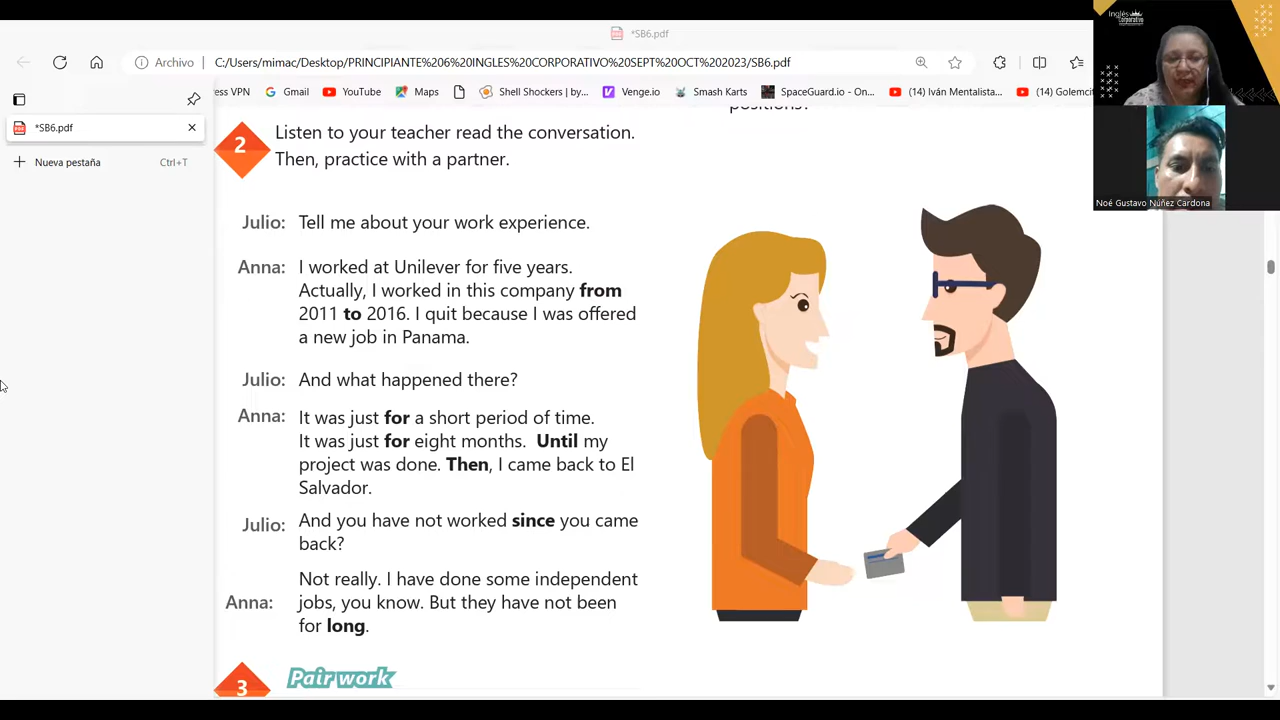 *SB6.pdf
Archivo
C:/Users/mimac/Desktop/PRINCIPIANTE%206%20INGLES%20CORPORATIVO%20SEPT%20OCT%202023/SB6.pdf
ress VPN
Gmail
YouTube
Maps
Shell Shockers | by...
Venge.io
Smash Karts
SpaceGuard.io - On...
(14) Iván Mentalista...
(14) Golemcit
*SB6.pdf
Nueva pestaña
Ctrl+T
positions?
2
Listen to your teacher read the conversation.
Then, practice with a partner.
Julio: Tell me about your work experience.
Anna: I worked at Unilever for five years.
Actually, I worked in this company from
2011 to 2016. I quit because I was offered
a new job in Panama.
Julio: And what happened there?
Anna: It was just for a short period of time.
It was just for eight months. Until my
project was done. Then, I came back to El
Salvador.
Julio: And you have not worked since you came
back?
Not really. I have done some independent
Anna: jobs, you know. But they have not been
for long.
3
Pair work
Inglés
Corporativo
Noé Gustavo Núñez Cardona